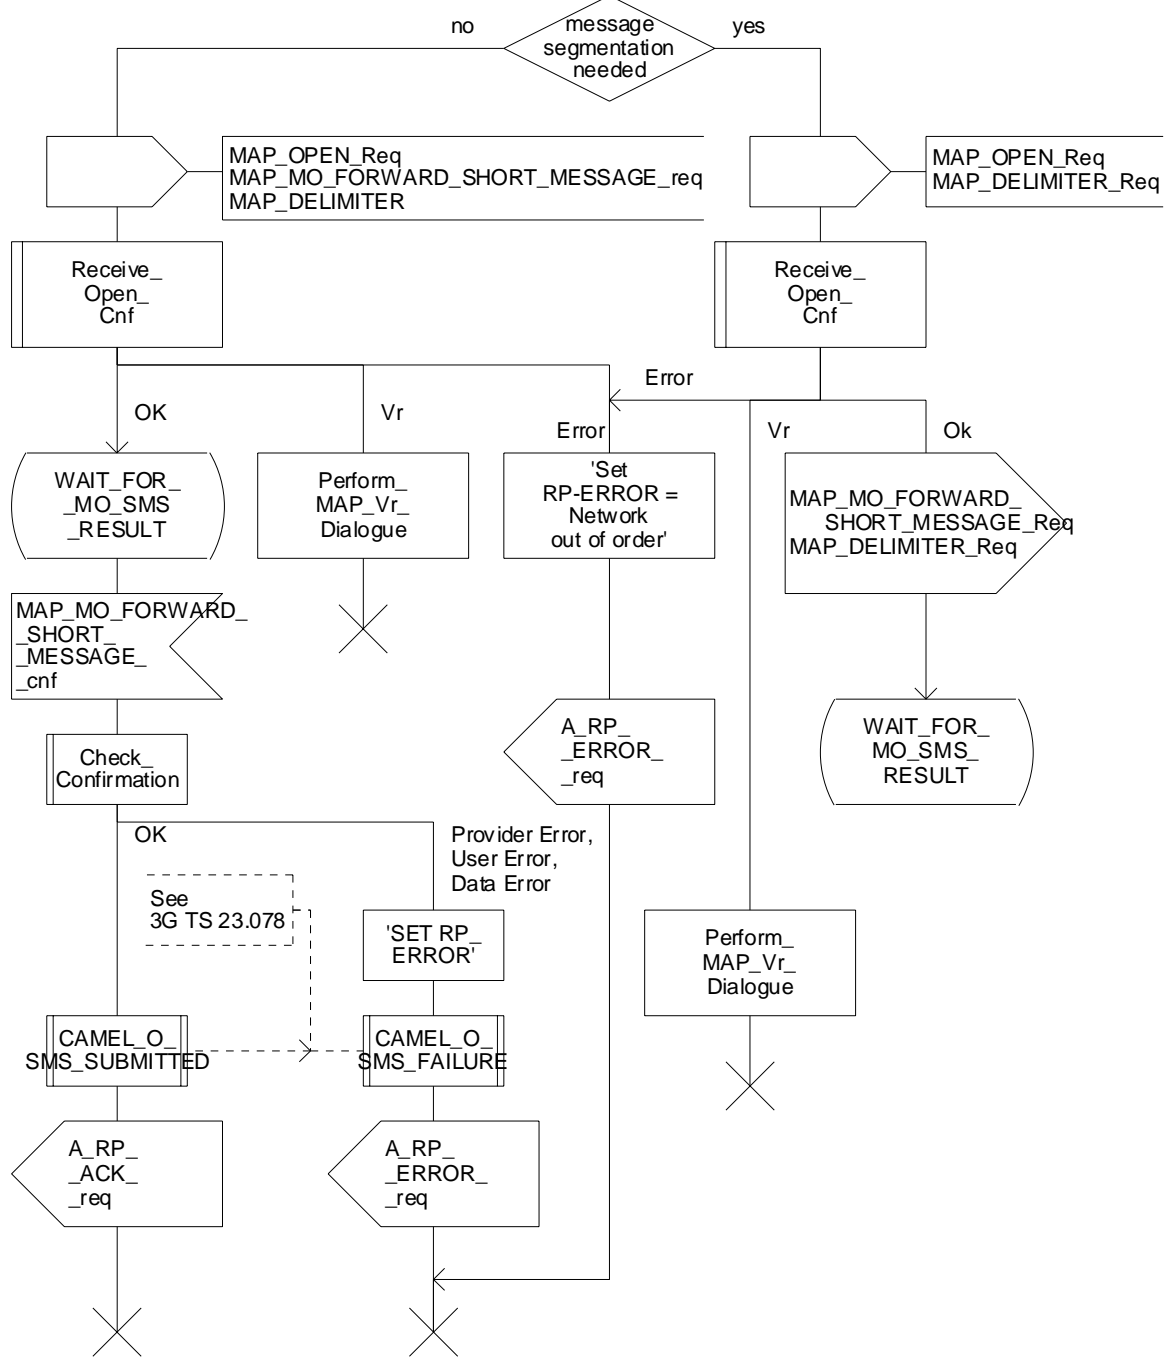 no
message
segmentation
needed
yes
MAP_OPEN_Req
MAP_MO_FORWARD_SHORT_MESSAGE_req
MAP_DELIMITER
MAP_OPEN_Req
MAP_DELIMITER_Req
Receive_
Open_
Cnf
Receive_
Open_
Cnf
Error
OK
Vr
Error
Vr
Ok
WAIT_FOR_
_MO_SMS
_RESULT
Perform_
MAP_Vr_
Dialogue
'Set
RP-ERROR =
Network
out of order'
MAP_MO_FORWARD_
SHORT_MESSAGE_Req
MAP_DELIMITER_Req
MAP_MO_FORWARD_
_SHORT_
_MESSAGE_
_cnf
A_RP_
_ERROR_
_req
WAIT_FOR_
MO_SMS_
RESULT
Check_
Confirmation
OK
Provider Error,
User Error,
Data Error
See
3G TS 23.078
'SET RP_
ERROR'
Perform_
MAP_Vr_
Dialogue
CAMEL_O_
SMS_SUBMITTED
CAMEL_O_
SMS_FAILURE
A_RP_
_ACK_
_req
A_RP_
_ERROR_
_req